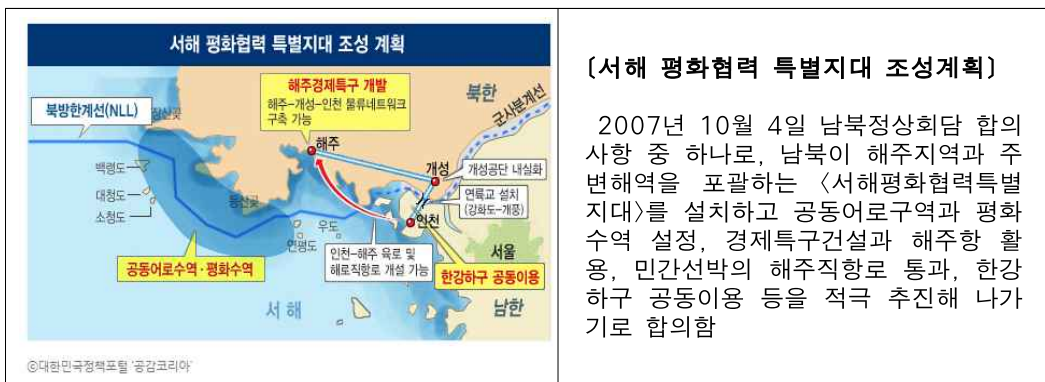 서해 평화협력 특별지대 조성 계획
해주경제특구 개발
해주-개성-인천 물류네트워크
구축 가능
북한
군사분계선
북방한계선(NLL)
장산곶
해주
백령도
개성
개성공단 내실화
대청도
소청도
등산곶
연륙교 설치
(강화도-개풍)
인천
우도
연평도
인천-해주 육로 및
해로직항로 개설 가능
서울
공동어로수역·평화수역
한강하구 공동이용
서해
남한
©대한민국정책포털 '공감코리아'
[서해 평화협력 특별지대 조성계획]
2007년 10월 4일 남북정상회담 합의
사항 중 하나로, 남북이 해주지역과 주
변해역을 포괄하는 <서해평화협력특별
지대>를 설치하고 공동어로구역과 평화
수역 설정, 경제특구건설과 해주항 활
용, 민간선박의 해주직항로 통과, 한강
하구 공동이용 등을 적극 추진해 나가
기로 합의함